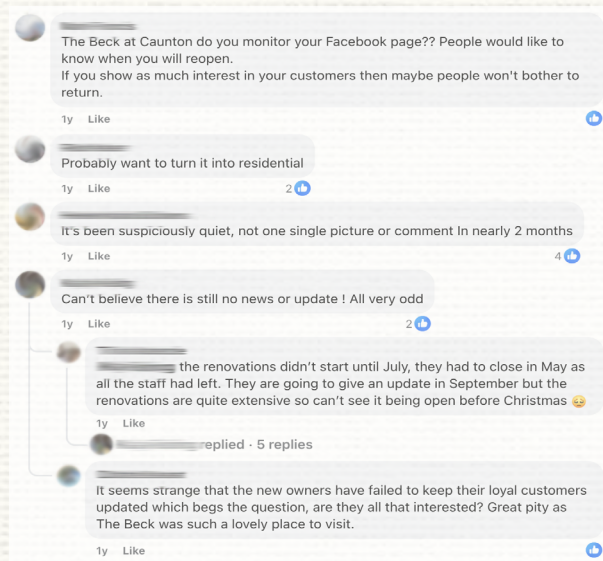 The Beck at Caunton do you monitor your Facebook page?? People would like to
know when you will reopen.
If you show as much interest in your customers then maybe people won't bother to
return.
1y Like
Probably want to turn it into residential
1y Like 2
It's been suspiciously quiet, not one single picture or comment In nearly 2 months
1y Like 4
Can't believe there is still no news or update ! All very odd
1y Like 2
the renovations didn't start until July, they had to close in May as
all the staff had left. They are going to give an update in September but the
renovations are quite extensive so can't see it being open before Christmas 🥺
1y Like
replied · 5 replies
It seems strange that the new owners have failed to keep their loyal customers
updated which begs the question, are they all that interested? Great pity as
The Beck was such a lovely place to visit.
1y Like